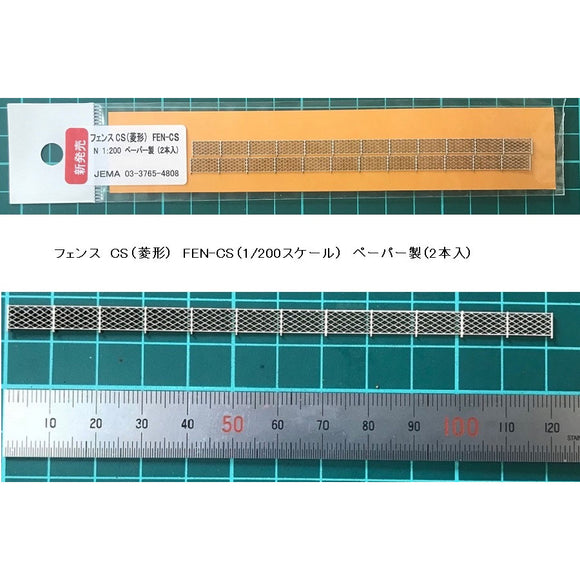 新発売
フェンスCS(菱形) FEN-CS
N 1:200 ペーパー製 (2本入)
JEMA 03-3765-4808
フェンス CS(菱形) FEN-CS(1/200スケール) ペーパー製(2本入)
10 20 30 40 50 60 70 80 90 100 110 120